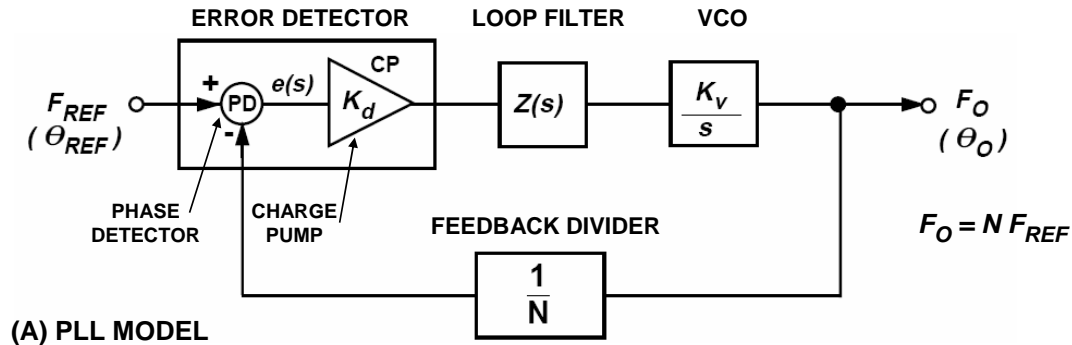 ERROR DETECTOR
LOOP FILTER
VCO
CP
+
PD
e(s)
K_d
Z(s)
K_v
s
F_REF
(θ_REF)
-
F_O
(θ_O)
PHASE
DETECTOR
CHARGE
PUMP
FEEDBACK DIVIDER
F_O = N F_REF
1
N
(A) PLL MODEL